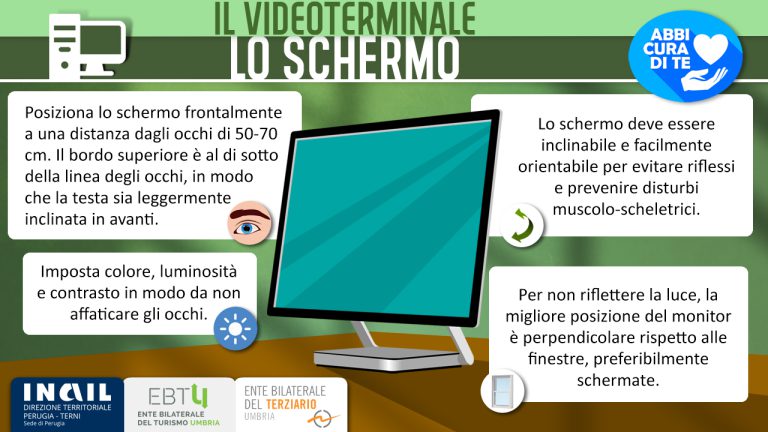 IL VIDEOTERMINALE
LO SCHERMO
ABBI
CURA
DI TE
Posiziona lo schermo frontalmente
a una distanza dagli occhi di 50-70
cm. Il bordo superiore è al di sotto
della linea degli occhi, in modo
che la testa sia leggermente
inclinata in avanti.
Lo schermo deve essere
inclinabile e facilmente
orientabile per evitare riflessi
e prevenire disturbi
muscolo-scheletrici.
Imposta colore, luminosità
e contrasto in modo da non
affaticare gli occhi.
Per non riflettere la luce, la
migliore posizione del monitor
è perpendicolare rispetto alle
finestre, preferibilmente
schermate.
INAIL
DIREZIONE TERRITORIALE
PERUGIA - TERNI
Sede di Perugia
EBT
ENTE BILATERALE
DEL TURISMO UMBRIA
ENTE BILATERALE
DEL TERZIARIO
UMBRIA